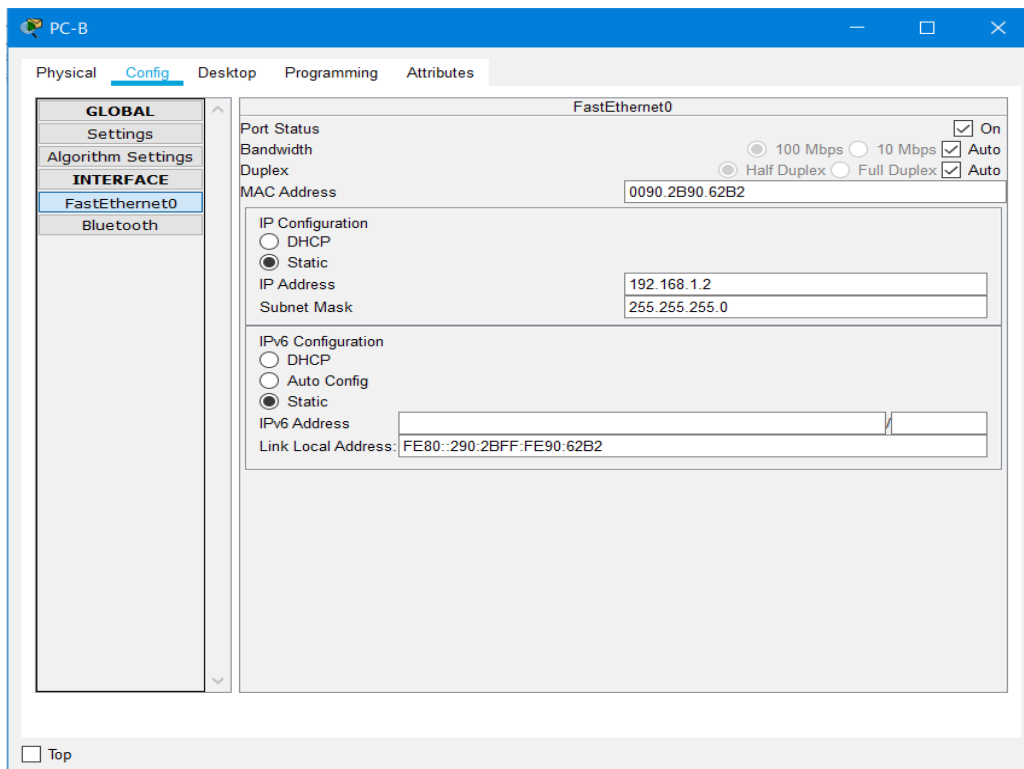 PC-B
Physical Config Desktop Programming Attributes
GLOBAL
Settings
Algorithm Settings
INTERFACE
FastEthernet0
Bluetooth
FastEthernet0
Port Status On
Bandwidth 100 Mbps 10 Mbps Auto
Duplex Half Duplex Full Duplex Auto
MAC Address 0090.2B90.62B2
IP Configuration
DHCP
Static
IP Address 192.168.1.2
Subnet Mask 255.255.255.0
IPv6 Configuration
DHCP
Auto Config
Static
IPv6 Address /
Link Local Address: FE80::290:2BFF:FE90:62B2
Top